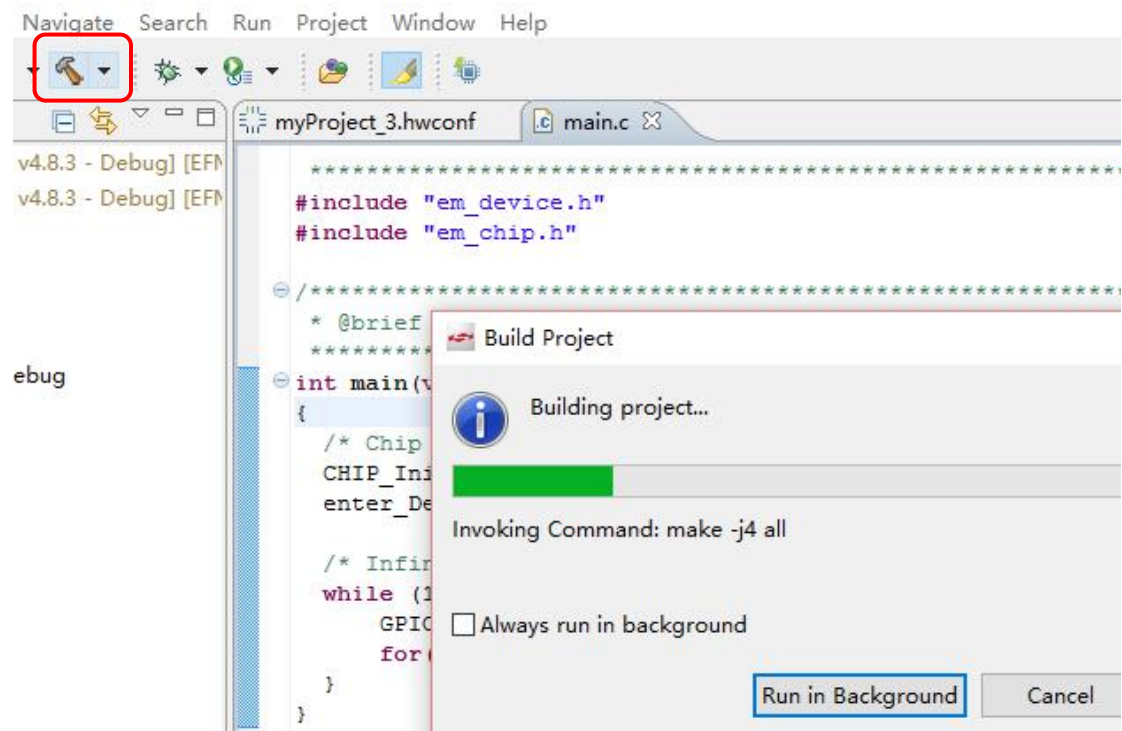 Navigate Search Run Project Window Help
myProject_3.hwconf
.c main.c
v4.8.3 - Debug] [EFM
v4.8.3 - Debug] [EFM
ebug
************************************************************
#include "em_device.h"
#include "em_chip.h"
/************************************************************
* @brief
*********
int main(v
{
/* Chip
CHIP_Ini
enter_De
/* Infin
while (1
GPIO
for(
}
}
Build Project
Building project...
Invoking Command: make -j4 all
Always run in background
Run in Background
Cancel